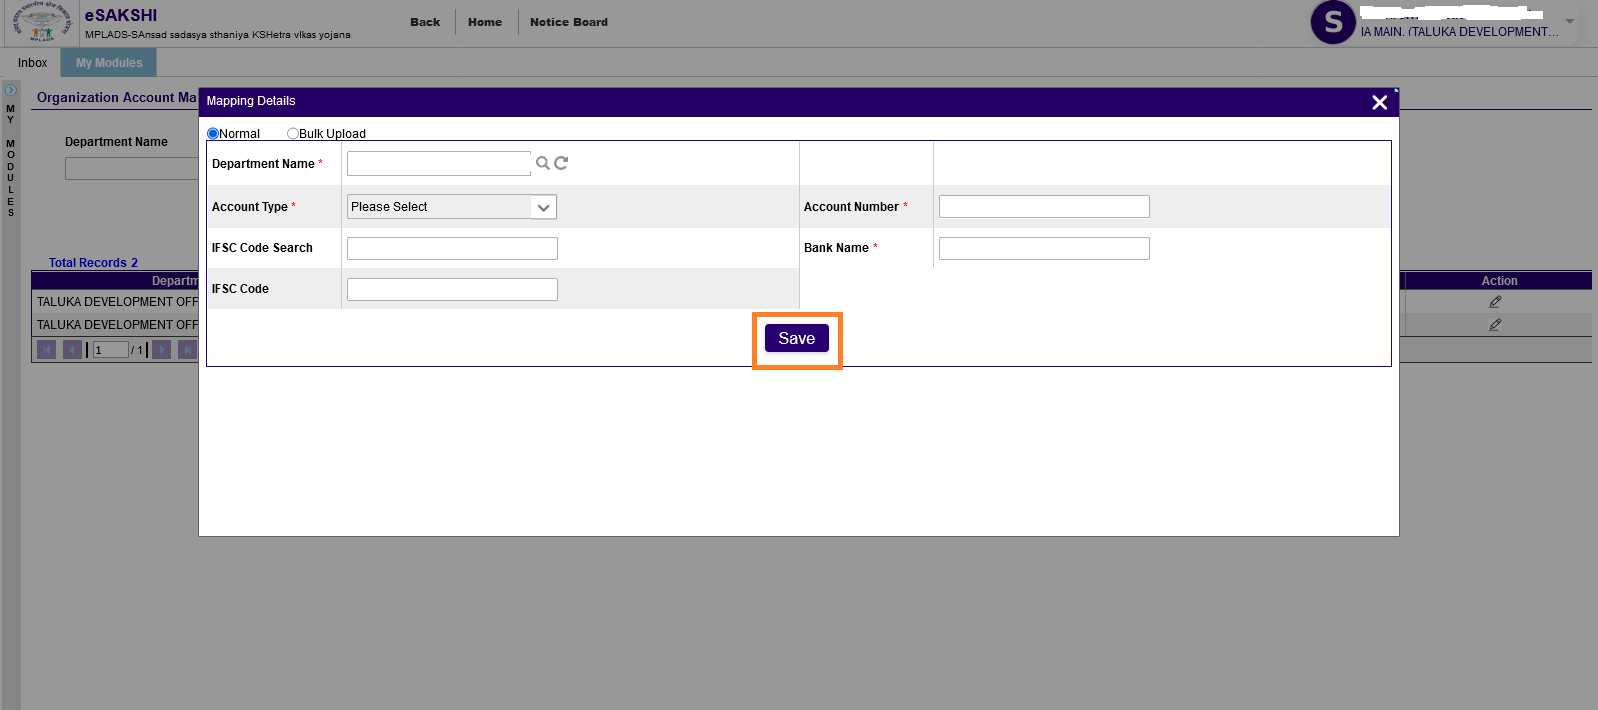 eSAKSHI
MPLADS-SAnsad sadasya sthaniya KSHetra vIkas yojana
Back
Home
Notice Board
S
IA MAIN. (TALUKA DEVELOPMENT...
Inbox
My Modules
MY MODULES
Organization Account Ma
Department Name
Mapping Details
Normal
Bulk Upload
Department Name *
Account Type *
Please Select
Account Number *
IFSC Code Search
Bank Name *
IFSC Code
Save
Total Records 2
Departm
Action
TALUKA DEVELOPMENT OFF
TALUKA DEVELOPMENT OFF
1 / 1
MPLADS